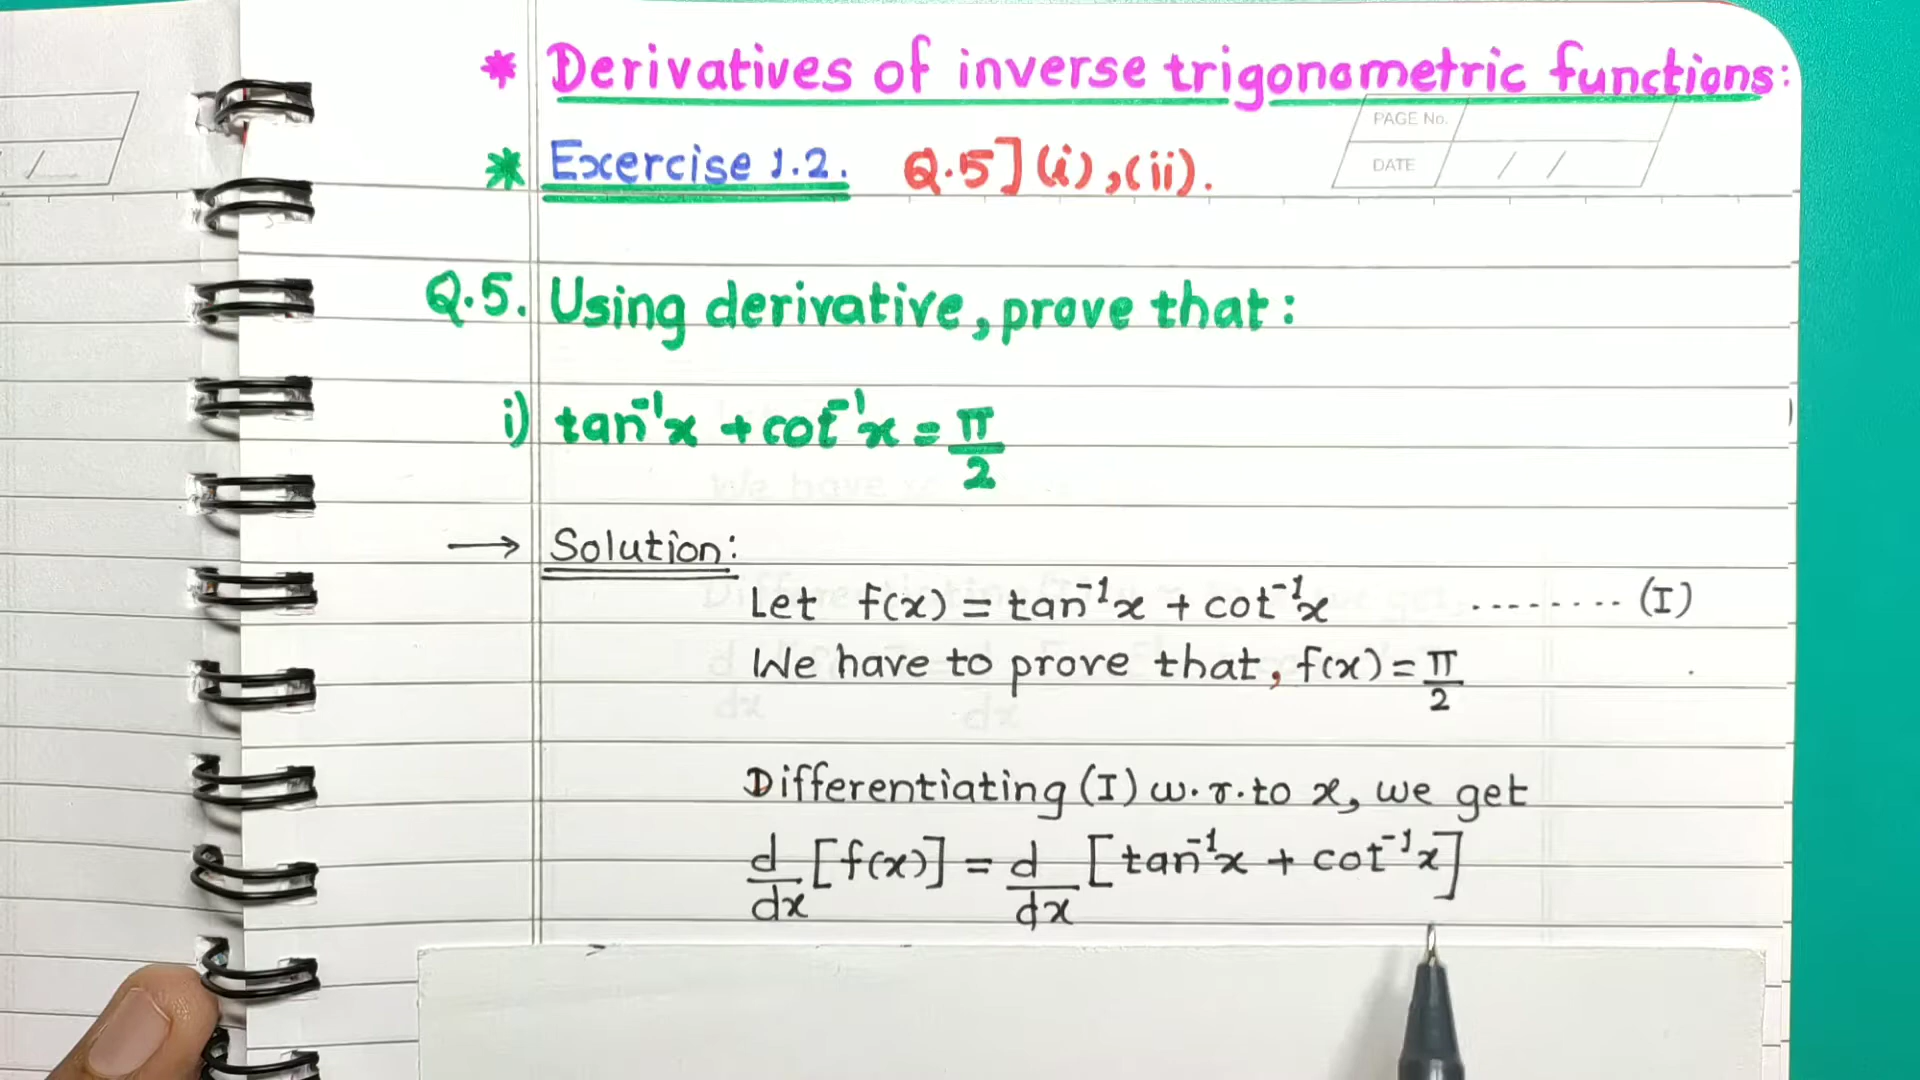 * Derivatives of inverse trigonometric functions:
PAGE No.
* Exercise 1.2. Q.5] (i), (ii).
DATE / /
Q.5. Using derivative, prove that:
i) tan⁻¹x + cot⁻¹x = π/2
→ Solution:
Let f(x) = tan⁻¹x + cot⁻¹x ........ (I)
We have to prove that, f(x) = π/2
Differentiating (I) w.r.to x, we get
d/dx [f(x)] = d/dx [tan⁻¹x + cot⁻¹x]